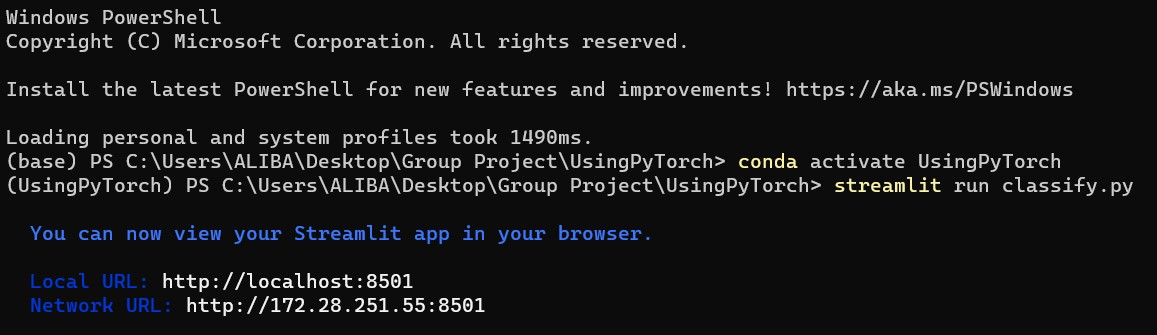 Windows PowerShell
Copyright (C) Microsoft Corporation. All rights reserved.
Install the latest PowerShell for new features and improvements! https://aka.ms/PSWindows
Loading personal and system profiles took 1490ms.
(base) PS C:\Users\ALIBA\Desktop\Group Project\UsingPyTorch> conda activate UsingPyTorch
(UsingPyTorch) PS C:\Users\ALIBA\Desktop\Group Project\UsingPyTorch> streamlit run classify.py
You can now view your Streamlit app in your browser.
Local URL: http://localhost:8501
Network URL: http://172.28.251.55:8501